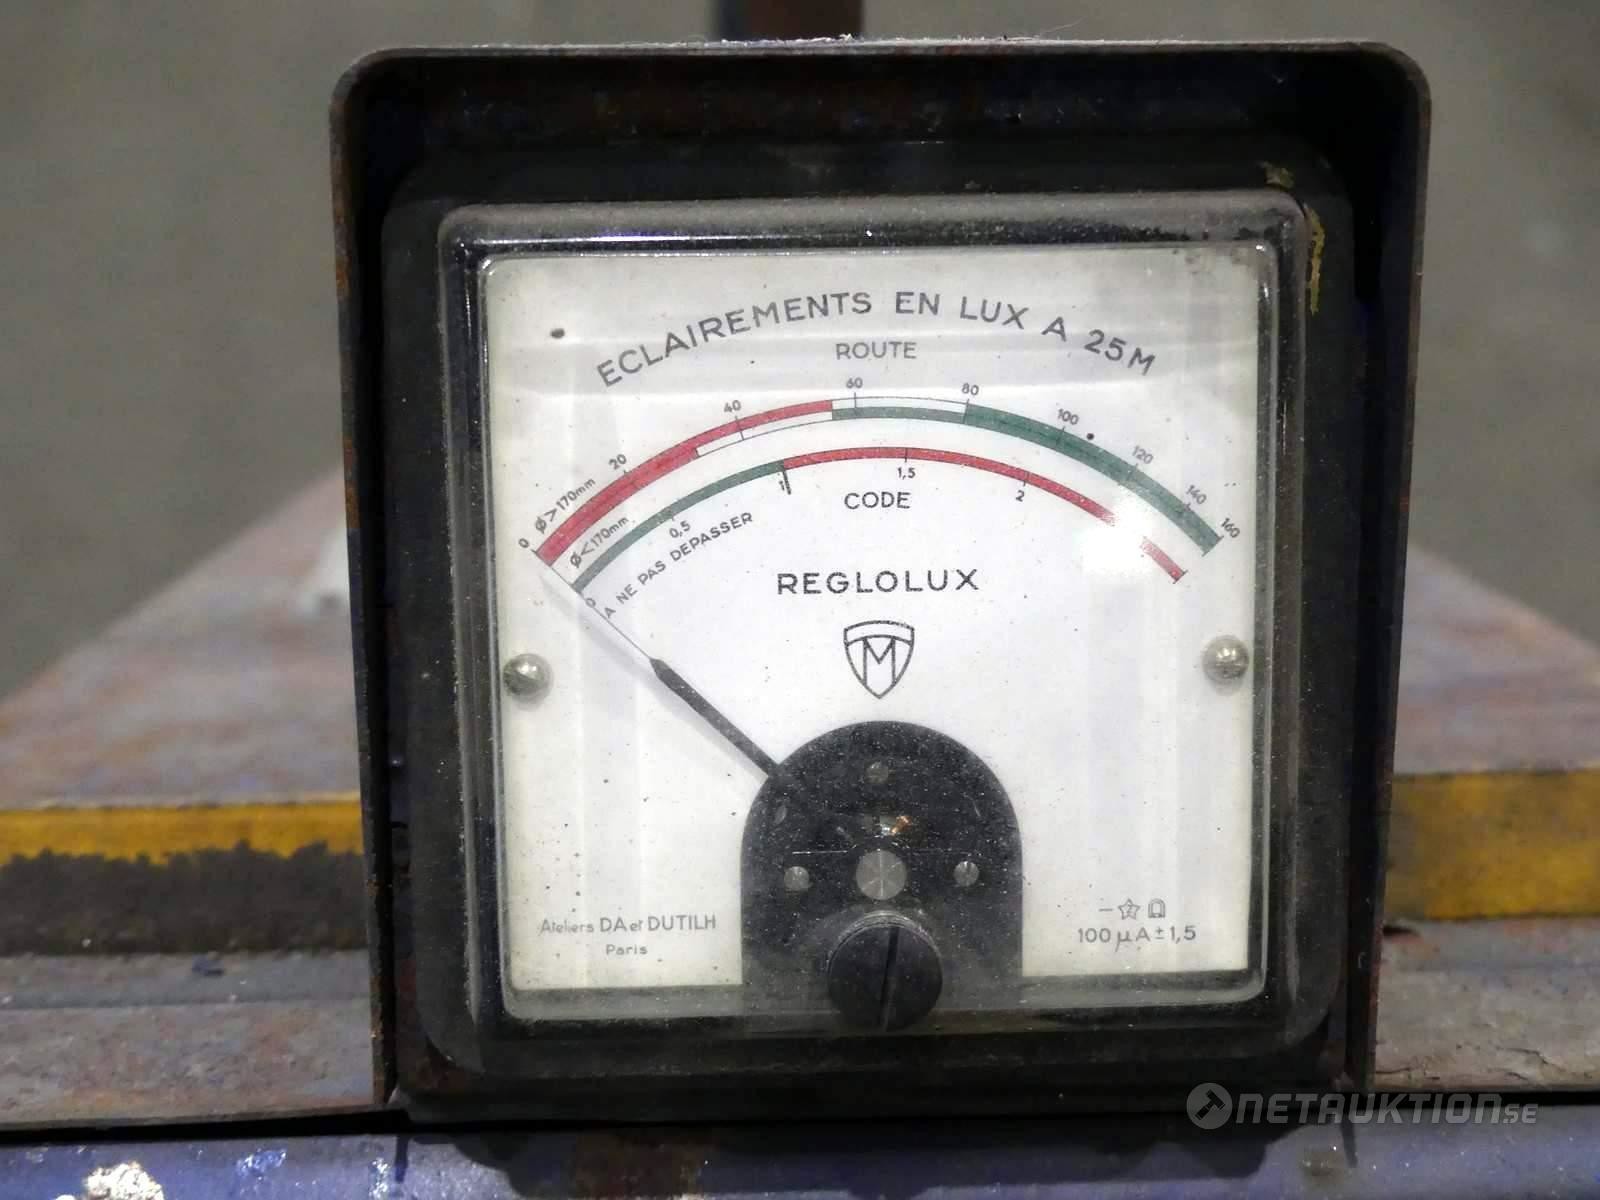 ECLAIREMENTS EN LUX A 25M
ROUTE
0 20 40 60 80 100 120 140 160
Ø > 170mm
Ø < 170mm
0 0,5 1 1,5 2
A NE PAS DEPASSER
CODE
REGLOLUX
M
Ateliers DA et DUTILH
Paris
100 µA ± 1,5
NETAUKTION.SE